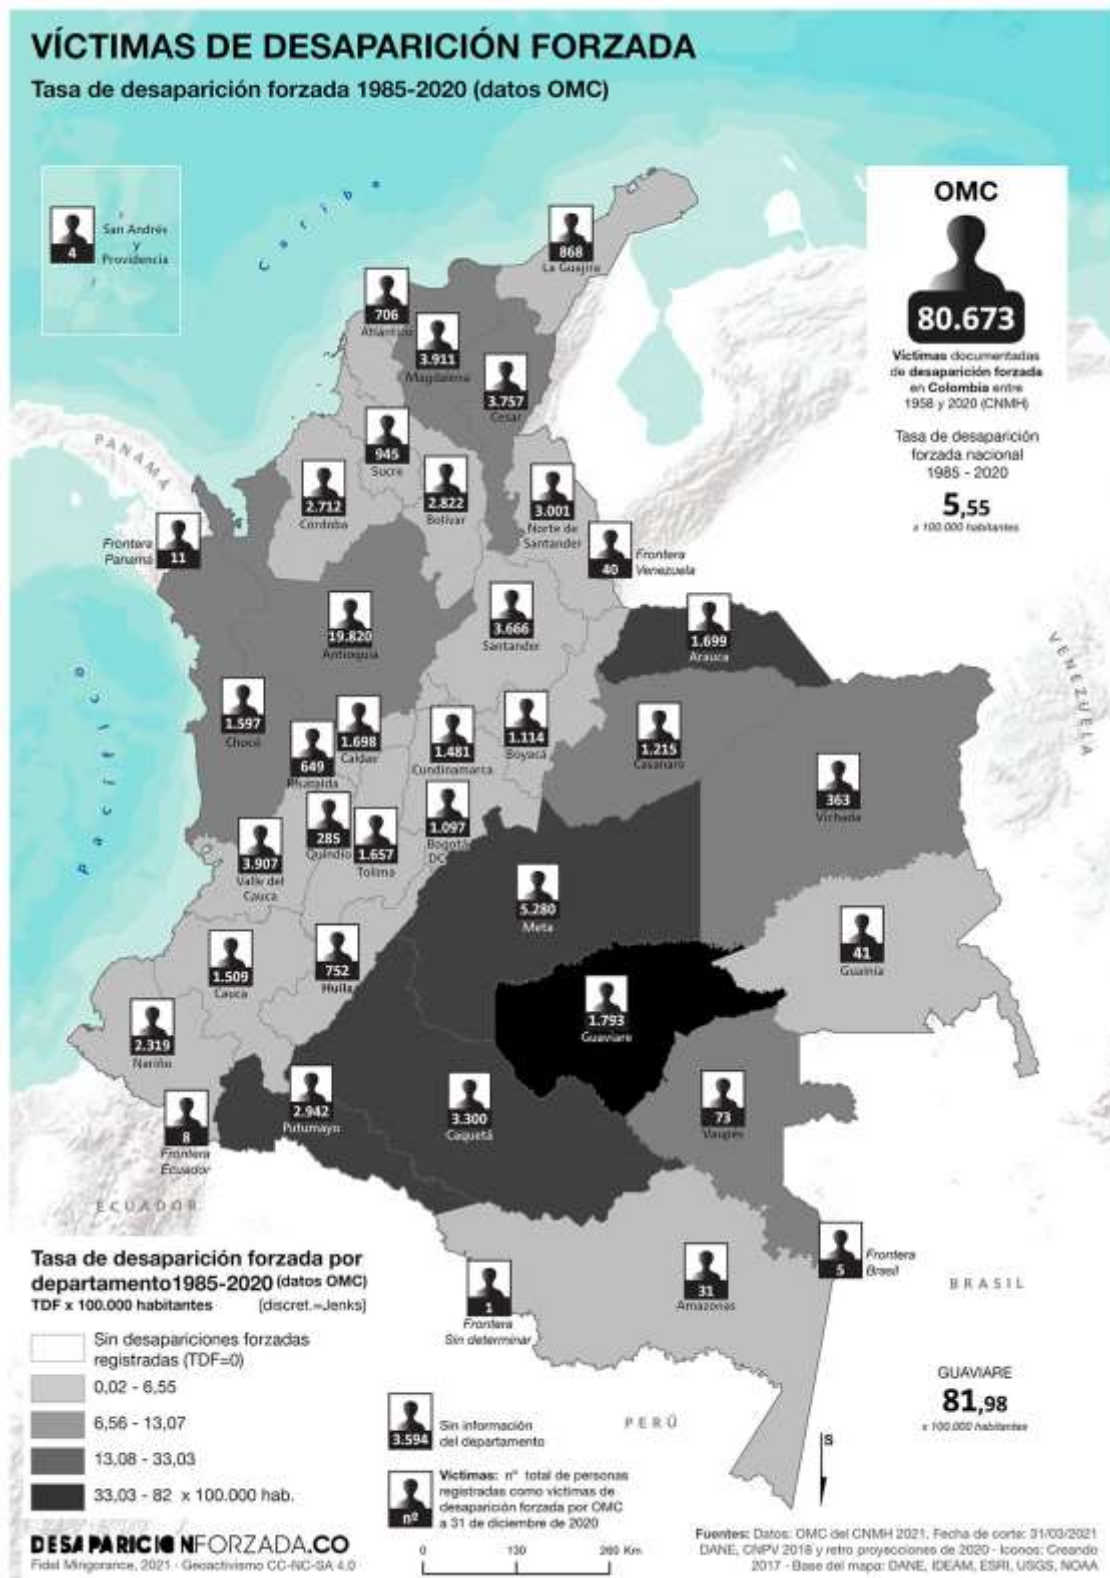 VÍCTIMAS DE DESAPARICIÓN FORZADA
Tasa de desaparición forzada 1985-2020 (datos OMC)
4
San Andrés
y
Providencia
Caribe
868
La Guajira
OMC
80.673
Víctimas documentadas
de desaparición forzada
en Colombia entre
1958 y 2020 (CNMH)
Tasa de desaparición
forzada nacional
1985 - 2020
5,55
x 100.000 habitantes
706
Atlántico
3.911
Magdalena
3.757
Cesar
945
Sucre
2.712
Córdoba
2.822
Bolívar
3.001
Norte de
Santander
PANAMÁ
Frontera
Panamá
11
40
Frontera
Venezuela
19.820
Antioquia
3.666
Santander
1.699
Arauca
VENEZUELA
Pacífico
1.597
Chocó
1.698
Caldas
649
Risaralda
1.481
Cundinamarca
1.114
Boyacá
1.215
Casanare
363
Vichada
285
Quindío
1.657
Tolima
1.097
Bogotá
DC
3.907
Valle del
Cauca
5.280
Meta
41
Guainía
1.509
Cauca
752
Huila
1.793
Guaviare
2.319
Nariño
2.942
Putumayo
3.300
Caquetá
73
Vaupés
8
Frontera
Ecuador
ECUADOR
5
Frontera
Brasil
BRASIL
31
Amazonas
1
Frontera
Sin determinar
PERÚ
Tasa de desaparición forzada por
departamento1985-2020 (datos OMC)
TDF x 100.000 habitantes [discret.=Jenks]
Sin desapariciones forzadas
registradas (TDF=0)
0,02 - 6,55
6,56 - 13,07
13,08 - 33,03
33,03 - 82 x 100.000 hab.
3.594
Sin información
del departamento
nº
Víctimas: nº total de personas
registradas como víctimas de
desaparición forzada por OMC
a 31 de diciembre de 2020
GUAVIARE
81,98
x 100.000 habitantes
S
0 130 260 Km
DESAPARICIONFORZADA.CO
Fidel Mingorance, 2021 - Geoactivismo CC-NC-SA 4.0
Fuentes: Datos: OMC del CNMH 2021. Fecha de corte: 31/03/2021
DANE, CNPV 2018 y retro proyecciones de 2020 - Iconos: Creando
2017 - Base del mapa: DANE, IDEAM, ESRI, USGS, NOAA